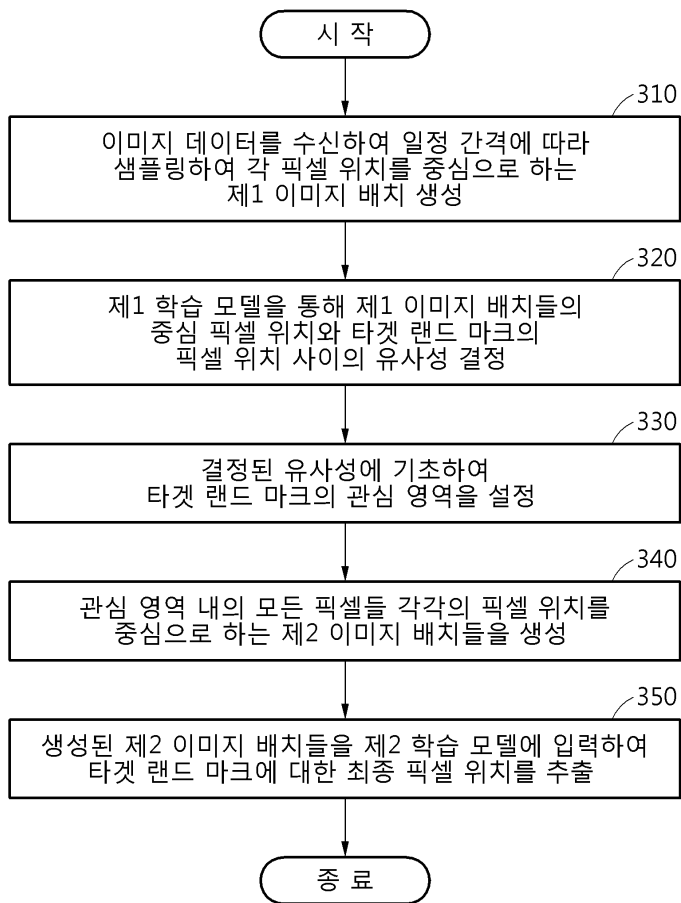 시 작
310
이미지 데이터를 수신하여 일정 간격에 따라
샘플링하여 각 픽셀 위치를 중심으로 하는
제1 이미지 배치 생성
320
제1 학습 모델을 통해 제1 이미지 배치들의
중심 픽셀 위치와 타겟 랜드 마크의
픽셀 위치 사이의 유사성 결정
330
결정된 유사성에 기초하여
타겟 랜드 마크의 관심 영역을 설정
340
관심 영역 내의 모든 픽셀들 각각의 픽셀 위치를
중심으로 하는 제2 이미지 배치들을 생성
350
생성된 제2 이미지 배치들을 제2 학습 모델에 입력하여
타겟 랜드 마크에 대한 최종 픽셀 위치를 추출
종 료